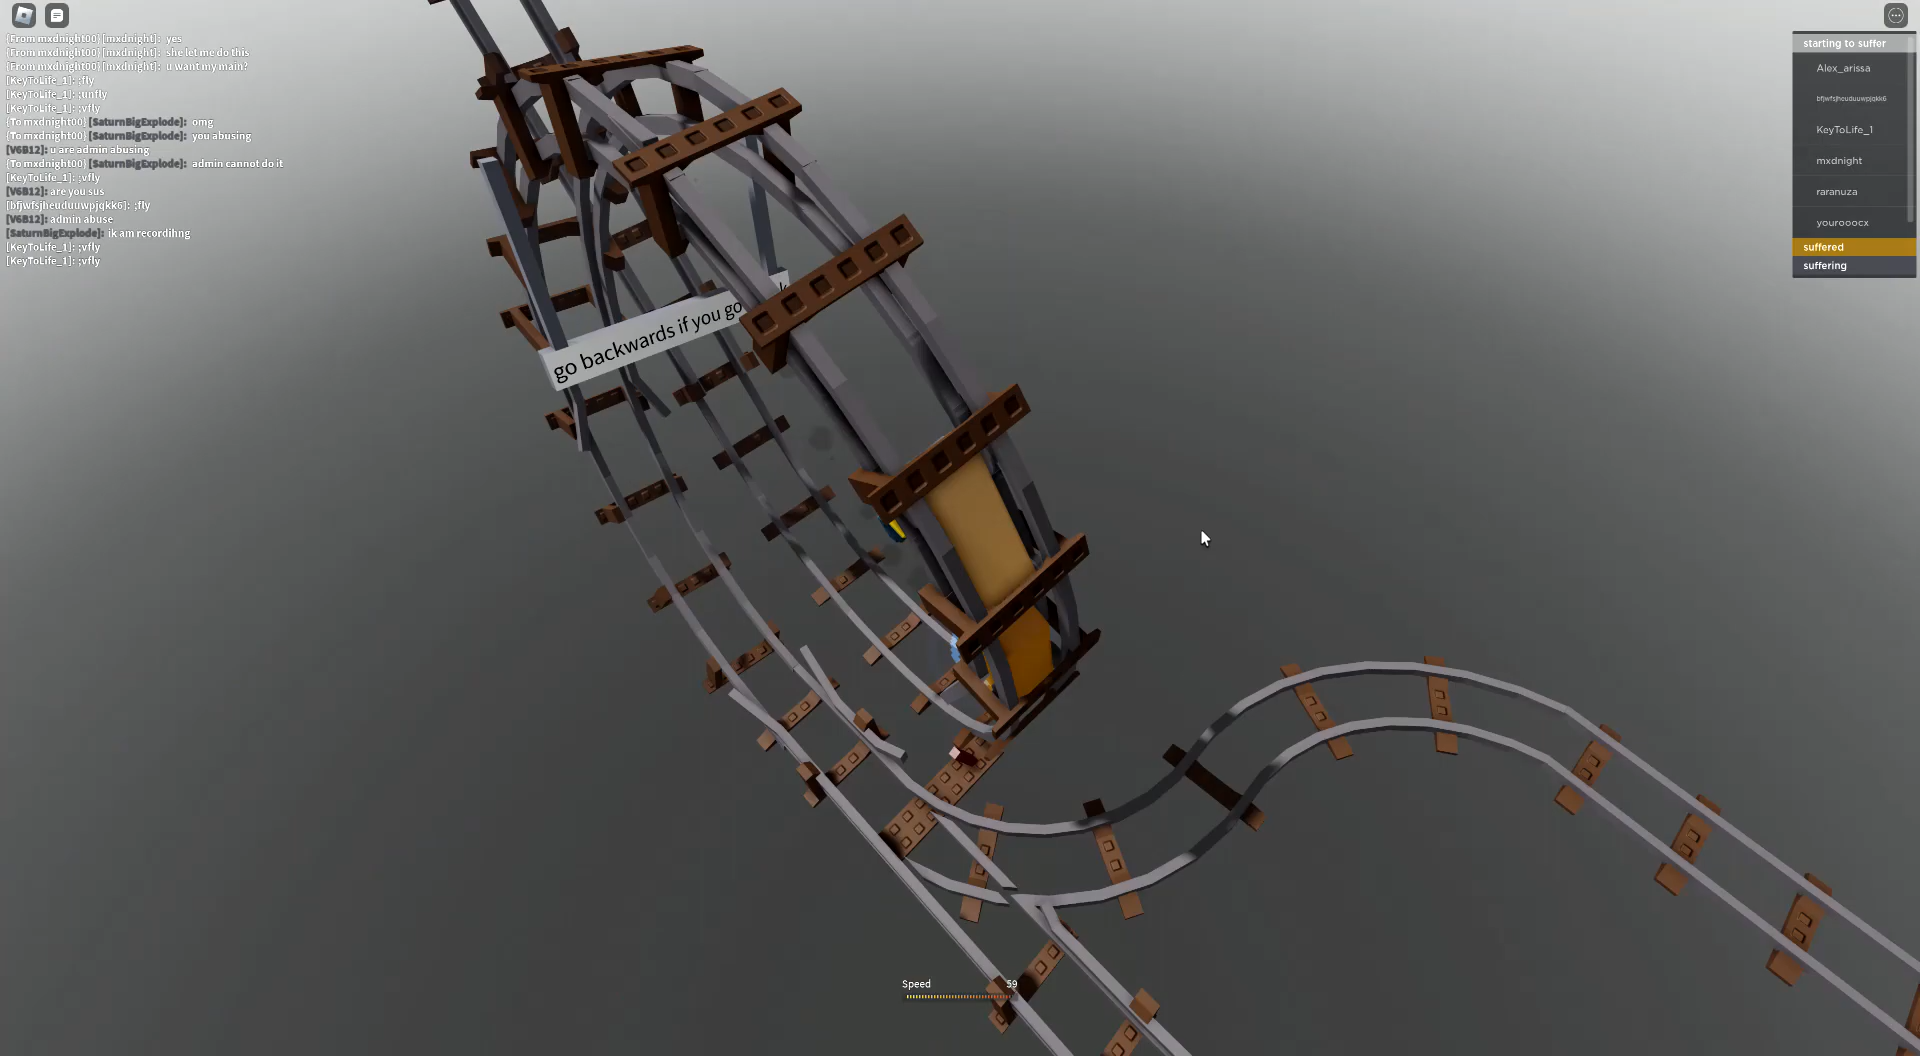 {From mxdnight00} [mxdnight]: yes
{From mxdnight00} [mxdnight]: she let me do this
{From mxdnight00} [mxdnight]: u want my main?
[KeyToLife_1]: ;fly
[KeyToLife_1]: ;unfly
[KeyToLife_1]: ;vfly
{To mxdnight00} [SaturnBigExplode]: omg
{To mxdnight00} [SaturnBigExplode]: you abusing
[V6B12]: u are admin abusing
{To mxdnight00} [SaturnBigExplode]: admin cannot do it
[KeyToLife_1]: ;vfly
[V6B12]: are you sus
[bfjwfsjheuduuwpjqkk6]: ;fly
[V6B12]: admin abuse
[SaturnBigExplode]: ik am recordihng
[KeyToLife_1]: ;vfly
[KeyToLife_1]: ;vfly
starting to suffer
Alex_arissa
bfjwfsjheuduuwpjqkk6
KeyToLife_1
mxdnight
raranuza
yourooocx
suffered
suffering
go backwards if you go
Speed 59